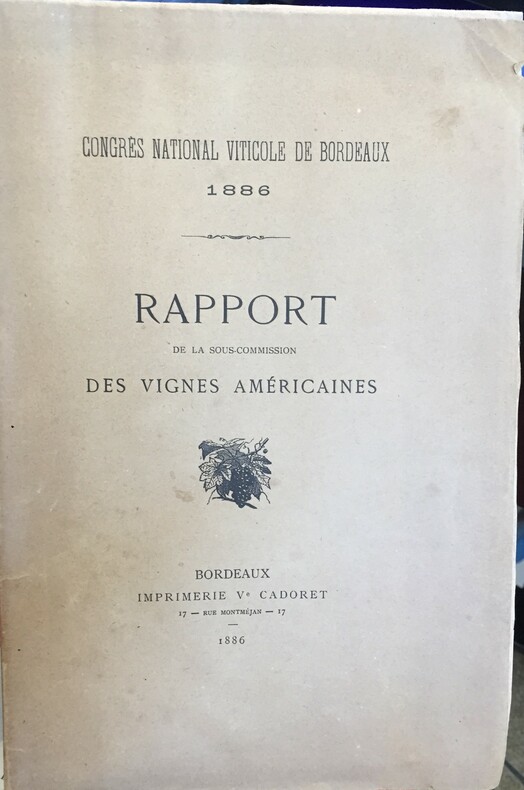 CONGRÈS NATIONAL VITICOLE DE BORDEAUX
1886
RAPPORT
DE LA SOUS-COMMISSION
DES VIGNES AMÉRICAINES
BORDEAUX
IMPRIMERIE Vᵉ CADORET
17 — RUE MONTMÉJAN — 17
1886